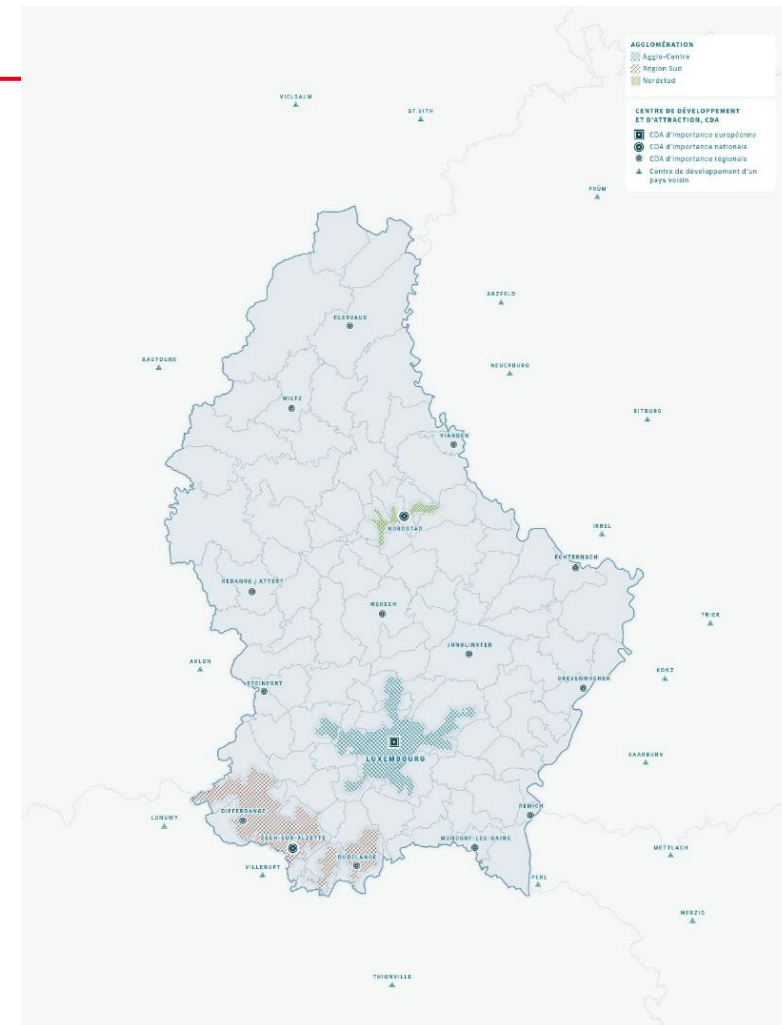 AGGLOMÉRATION
Agglo-Centre
Région Sud
Nordstad
CENTRE DE DÉVELOPPEMENT
ET D'ATTRACTION, CDA
CDA d'importance européenne
CDA d'importance nationale
CDA d'importance régionale
Centre de développement d'un
pays voisin
VIELSALM
ST.VITH
PRÜM
ARZFELD
CLERVAUX
BASTOGNE
NEUERBURG
WILTZ
BITBURG
VIANDEN
NORDSTAD
IRREL
ECHTERNACH
REDANGE / ATTERT
MERSCH
TRIER
JUNGLINSTER
ARLON
KONZ
STEINFORT
GREVENMACHER
LUXEMBOURG
SAARBURG
REMICH
DIFFERDANGE
LONGWY
ESCH-SUR-ALZETTE
MONDORF-LES-BAINS
METTLACH
DUDELANGE
VILLERUPT
PERL
MERZIG
THIONVILLE